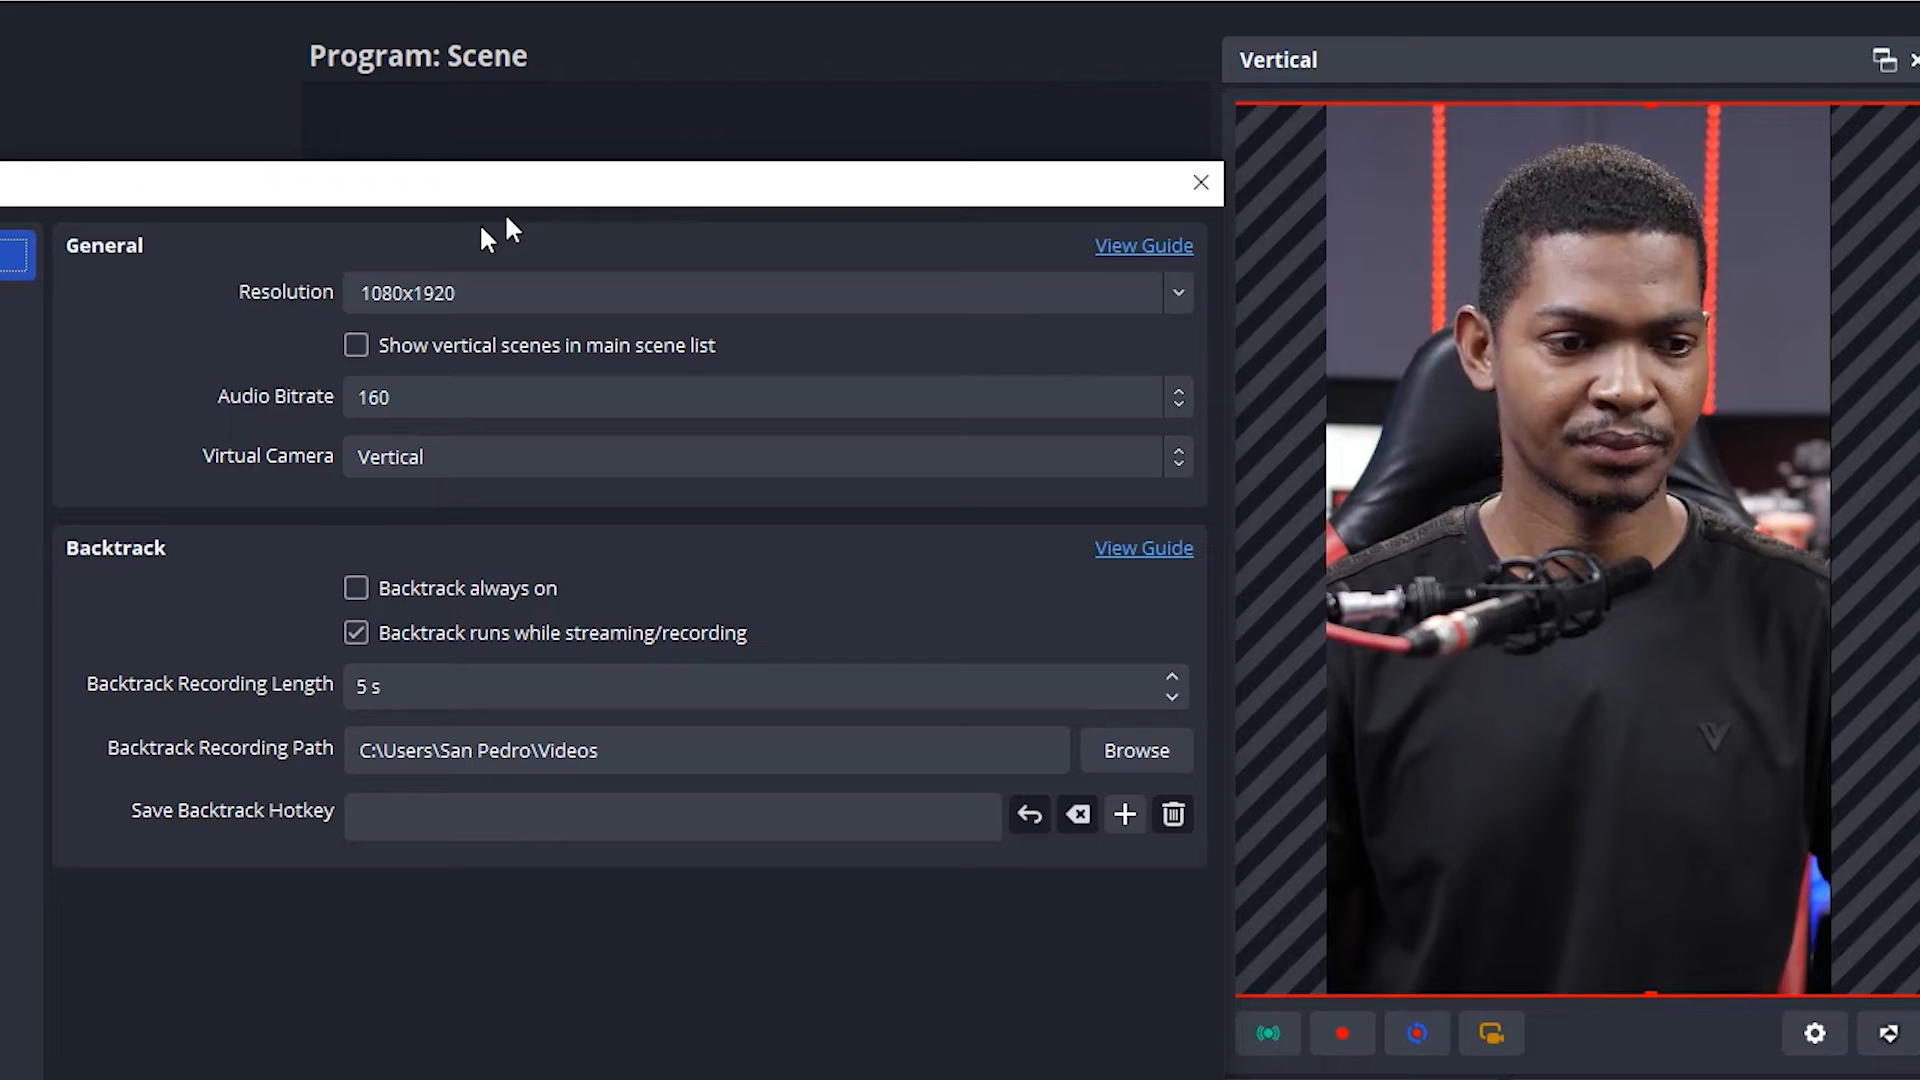 Program: Scene
Vertical
General
View Guide
Resolution
1080x1920
Show vertical scenes in main scene list
Audio Bitrate
160
Virtual Camera
Vertical
Backtrack
View Guide
Backtrack always on
Backtrack runs while streaming/recording
Backtrack Recording Length
5 s
Backtrack Recording Path
C:\Users\San Pedro\Videos
Browse
Save Backtrack Hotkey